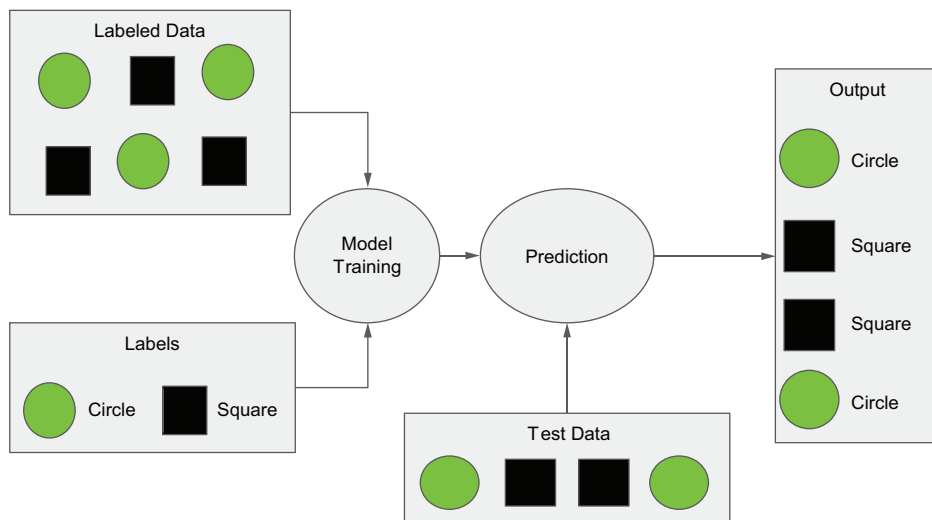 Labeled Data
Labels
Circle
Square
Model
Training
Prediction
Test Data
Output
Circle
Square
Square
Circle